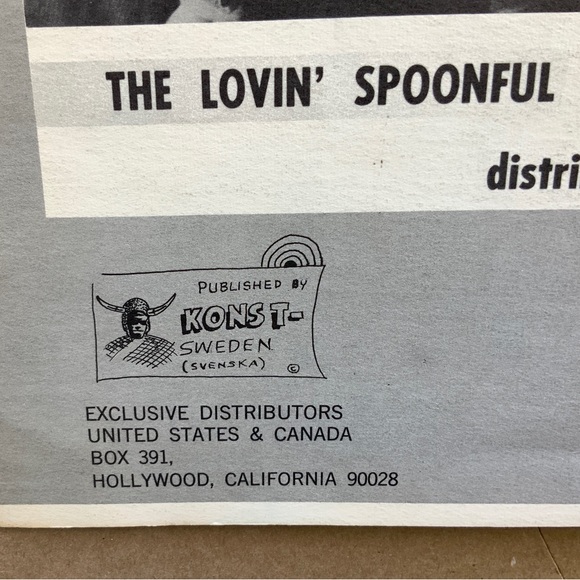 THE LOVIN' SPOONFUL
distri
PUBLISHED BY
KONST-
SWEDEN
(SVENSKA) ©
EXCLUSIVE DISTRIBUTORS
UNITED STATES & CANADA
BOX 391,
HOLLYWOOD, CALIFORNIA 90028